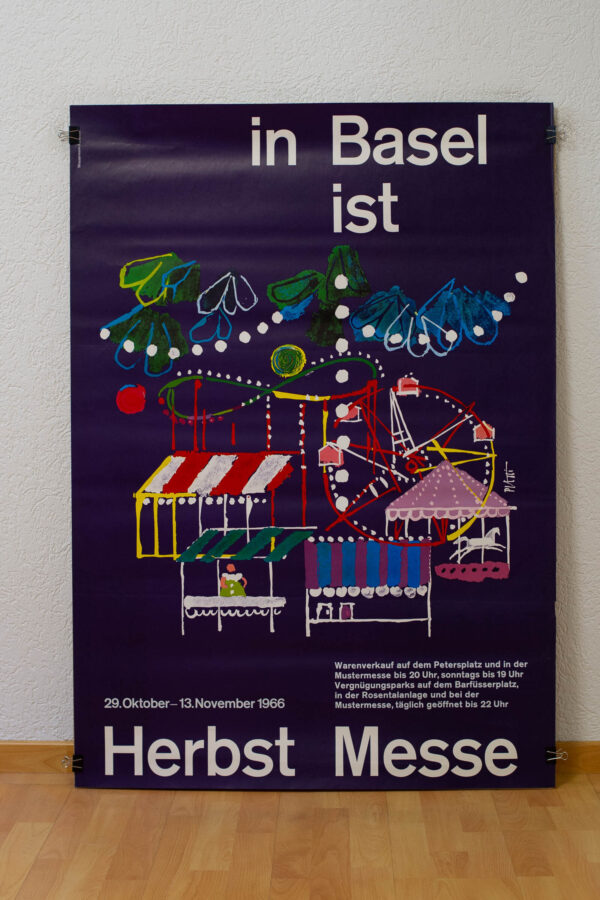 in Basel
ist
PiATTi
Warenverkauf auf dem Petersplatz und in der
Mustermesse bis 20 Uhr, sonntags bis 19 Uhr
Vergnügungsparks auf dem Barfüsserplatz,
in der Rosentalanlage und bei der
Mustermesse, täglich geöffnet bis 22 Uhr
29. Oktober – 13. November 1966
Herbst Messe